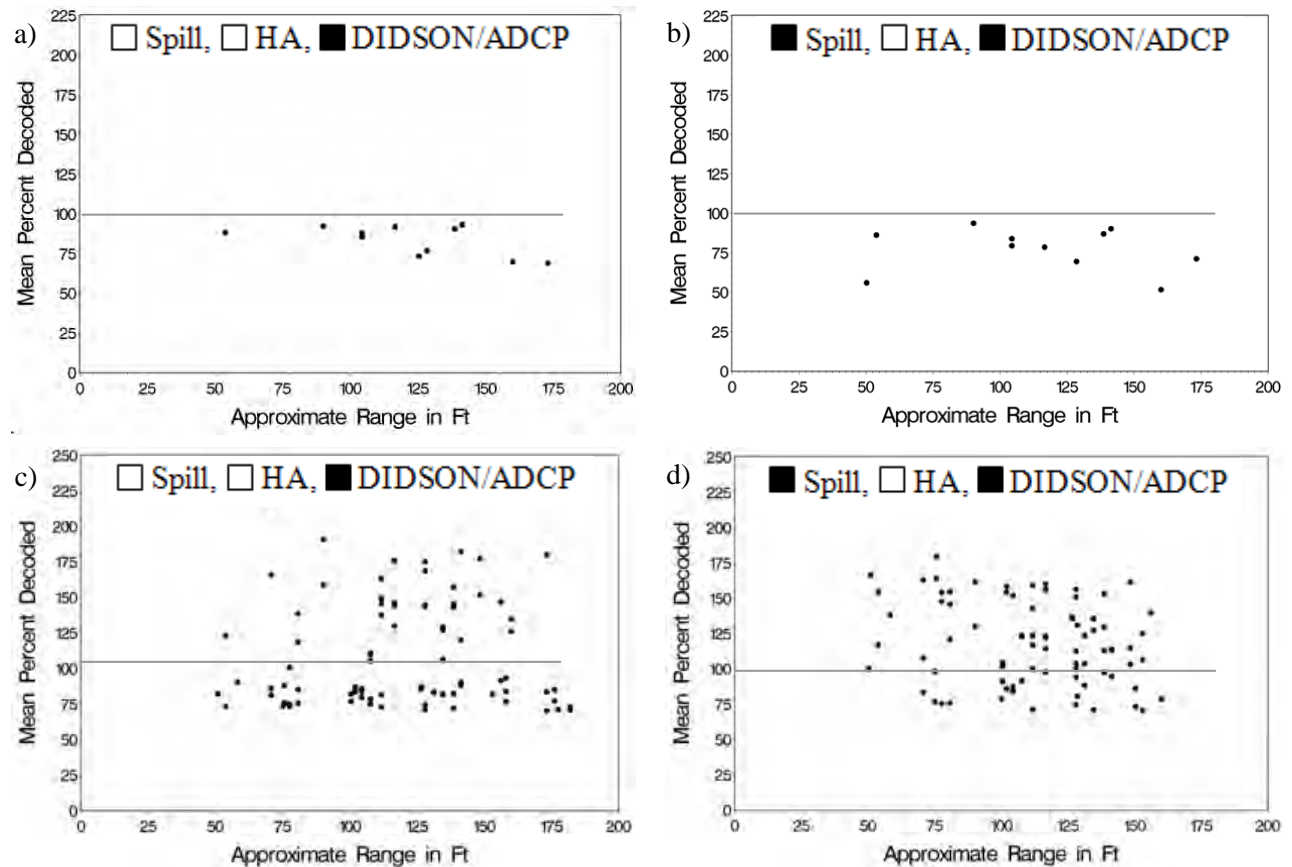 a)
□ Spill, □ HA, ■ DIDSON/ADCP
Mean Percent Decoded
225
200
175
150
125
100
75
50
25
0
0 25 50 75 100 125 150 175 200
Approximate Range in Ft
b)
■ Spill, □ HA, ■ DIDSON/ADCP
Mean Percent Decoded
225
200
175
150
125
100
75
50
25
0
0 25 50 75 100 125 150 175 200
Approximate Range in Ft
c)
□ Spill, □ HA, ■ DIDSON/ADCP
Mean Percent Decoded
250
225
200
175
150
125
100
75
50
25
0
0 25 50 75 100 125 150 175 200
Approximate Range in Ft
d)
■ Spill, □ HA, ■ DIDSON/ADCP
Mean Percent Decoded
250
225
200
175
150
125
100
75
50
25
0
0 25 50 75 100 125 150 175 200
Approximate Range in Ft